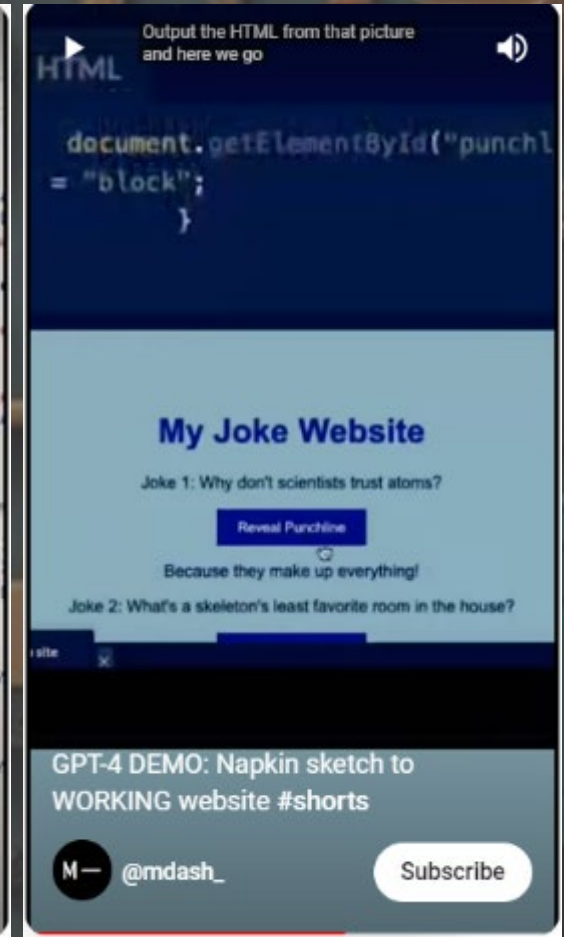 Output the HTML from that picture
and here we go
HTML
document.getElementById("punchl
= "block";
}
My Joke Website
Joke 1: Why don't scientists trust atoms?
Reveal Punchline
Because they make up everything!
Joke 2: What's a skeleton's least favorite room in the house?
site
GPT-4 DEMO: Napkin sketch to
WORKING website #shorts
M—
@mdash_
Subscribe